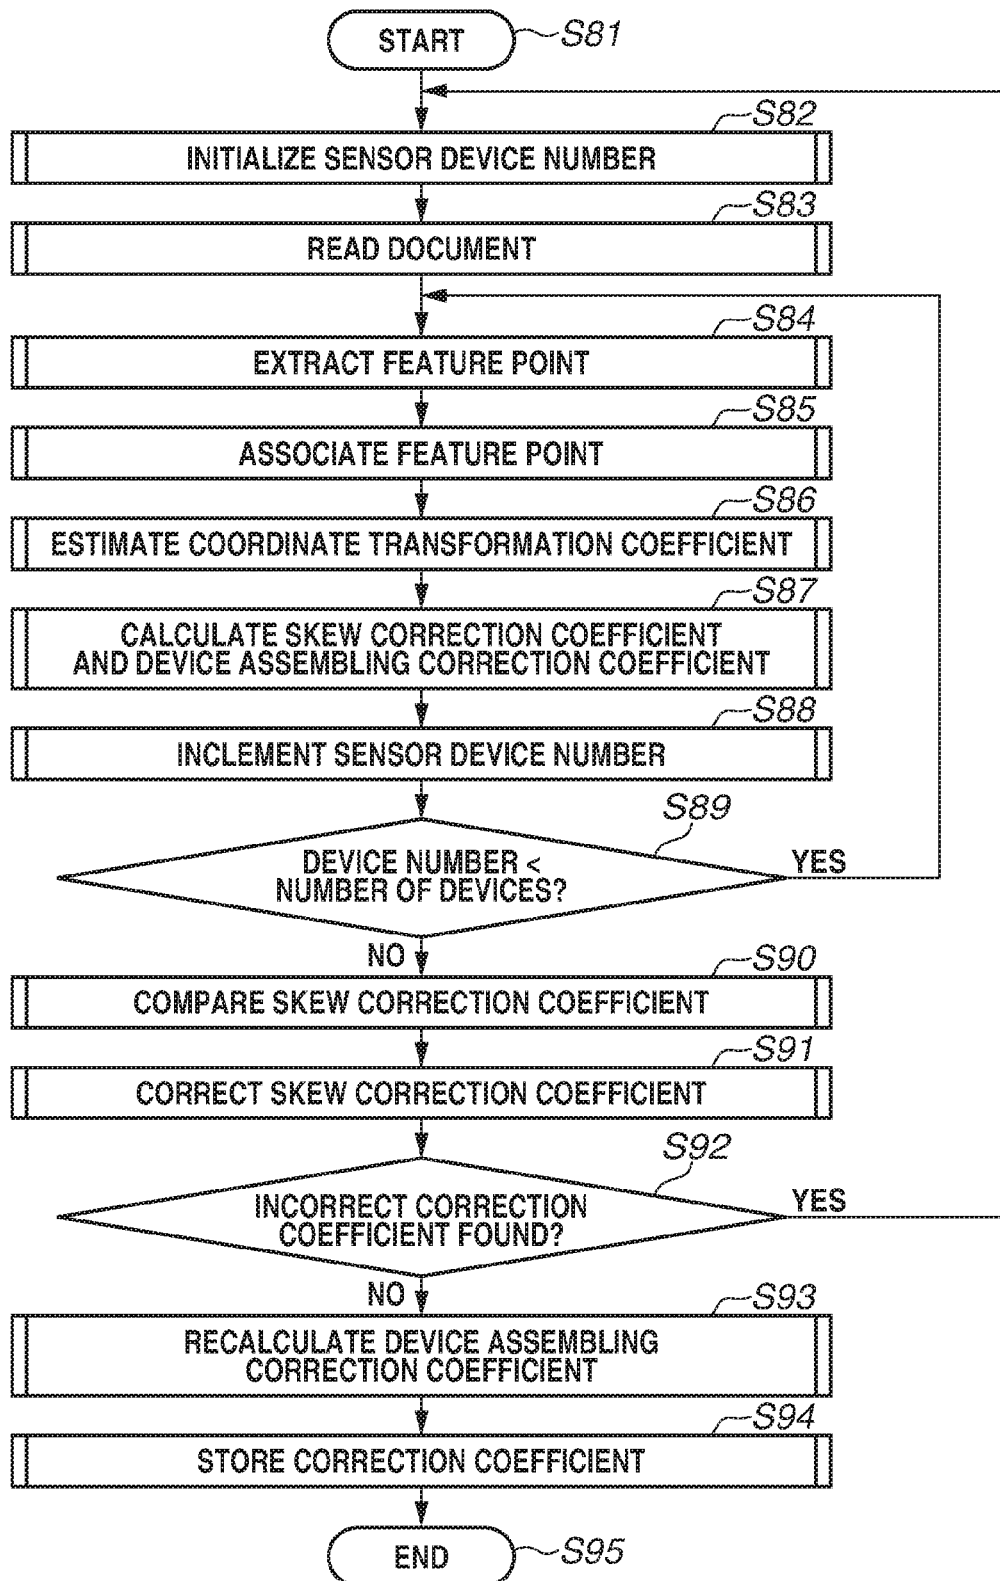 START
S81
S82
INITIALIZE SENSOR DEVICE NUMBER
S83
READ DOCUMENT
S84
EXTRACT FEATURE POINT
S85
ASSOCIATE FEATURE POINT
S86
ESTIMATE COORDINATE TRANSFORMATION COEFFICIENT
S87
CALCULATE SKEW CORRECTION COEFFICIENT
AND DEVICE ASSEMBLING CORRECTION COEFFICIENT
S88
INCLEMENT SENSOR DEVICE NUMBER
S89
DEVICE NUMBER <
NUMBER OF DEVICES?
YES
NO
S90
COMPARE SKEW CORRECTION COEFFICIENT
S91
CORRECT SKEW CORRECTION COEFFICIENT
S92
INCORRECT CORRECTION
COEFFICIENT FOUND?
YES
NO
S93
RECALCULATE DEVICE ASSEMBLING
CORRECTION COEFFICIENT
S94
STORE CORRECTION COEFFICIENT
END
S95